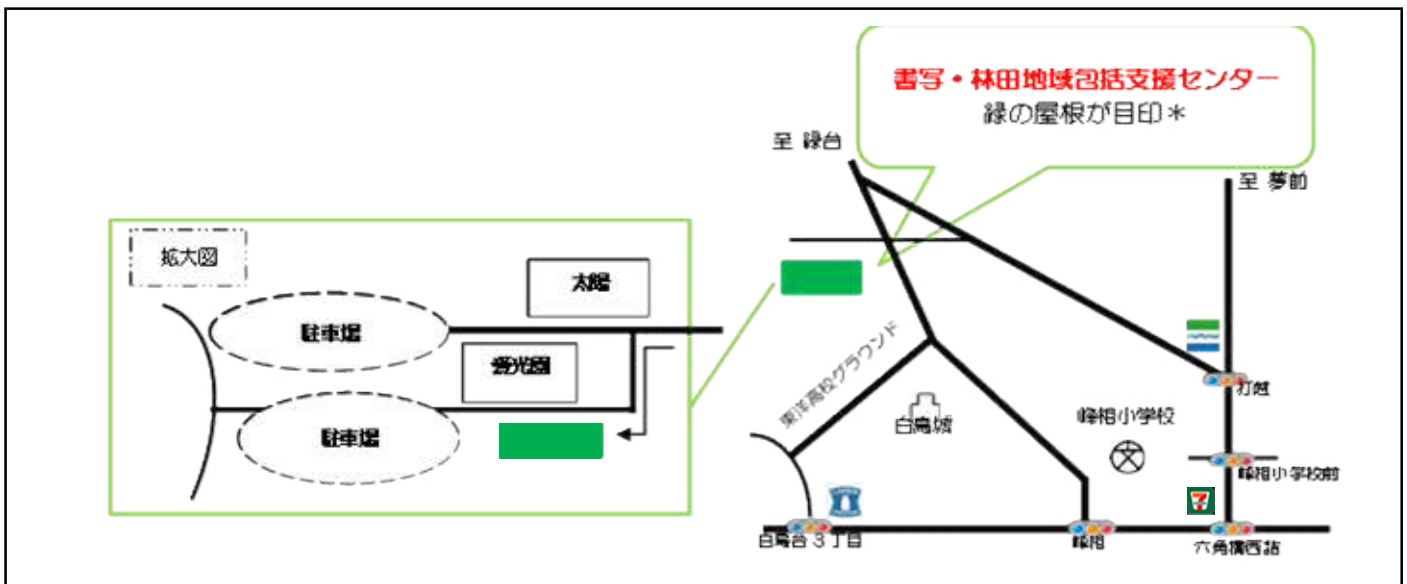 書写・林田地域包括支援センター
緑の屋根が目印*
至 緑台
至 夢前
拡大図
太陽
駐車場
愛光園
駐車場
東洋高校グラウンド
白鳥城
峰相小学校
打越
峰相小学校前
7
白鳥台3丁目
峰相
六角橋西詰